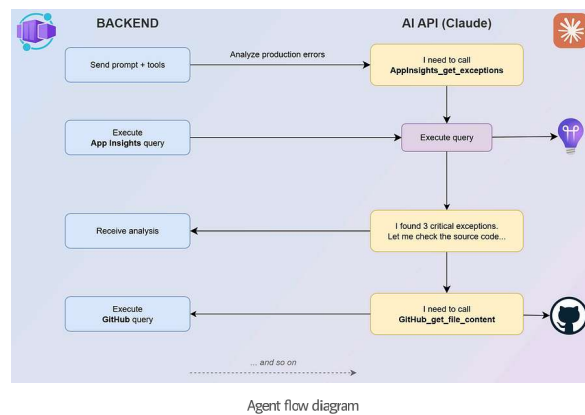 BACKEND
AI API (Claude)
Send prompt + tools
Analyze production errors
I need to call
AppInsights_get_exceptions
Execute
App Insights query
Execute query
Receive analysis
I found 3 critical exceptions.
Let me check the source code...
Execute
GitHub query
I need to call
GitHub_get_file_content
... and so on
Agent flow diagram